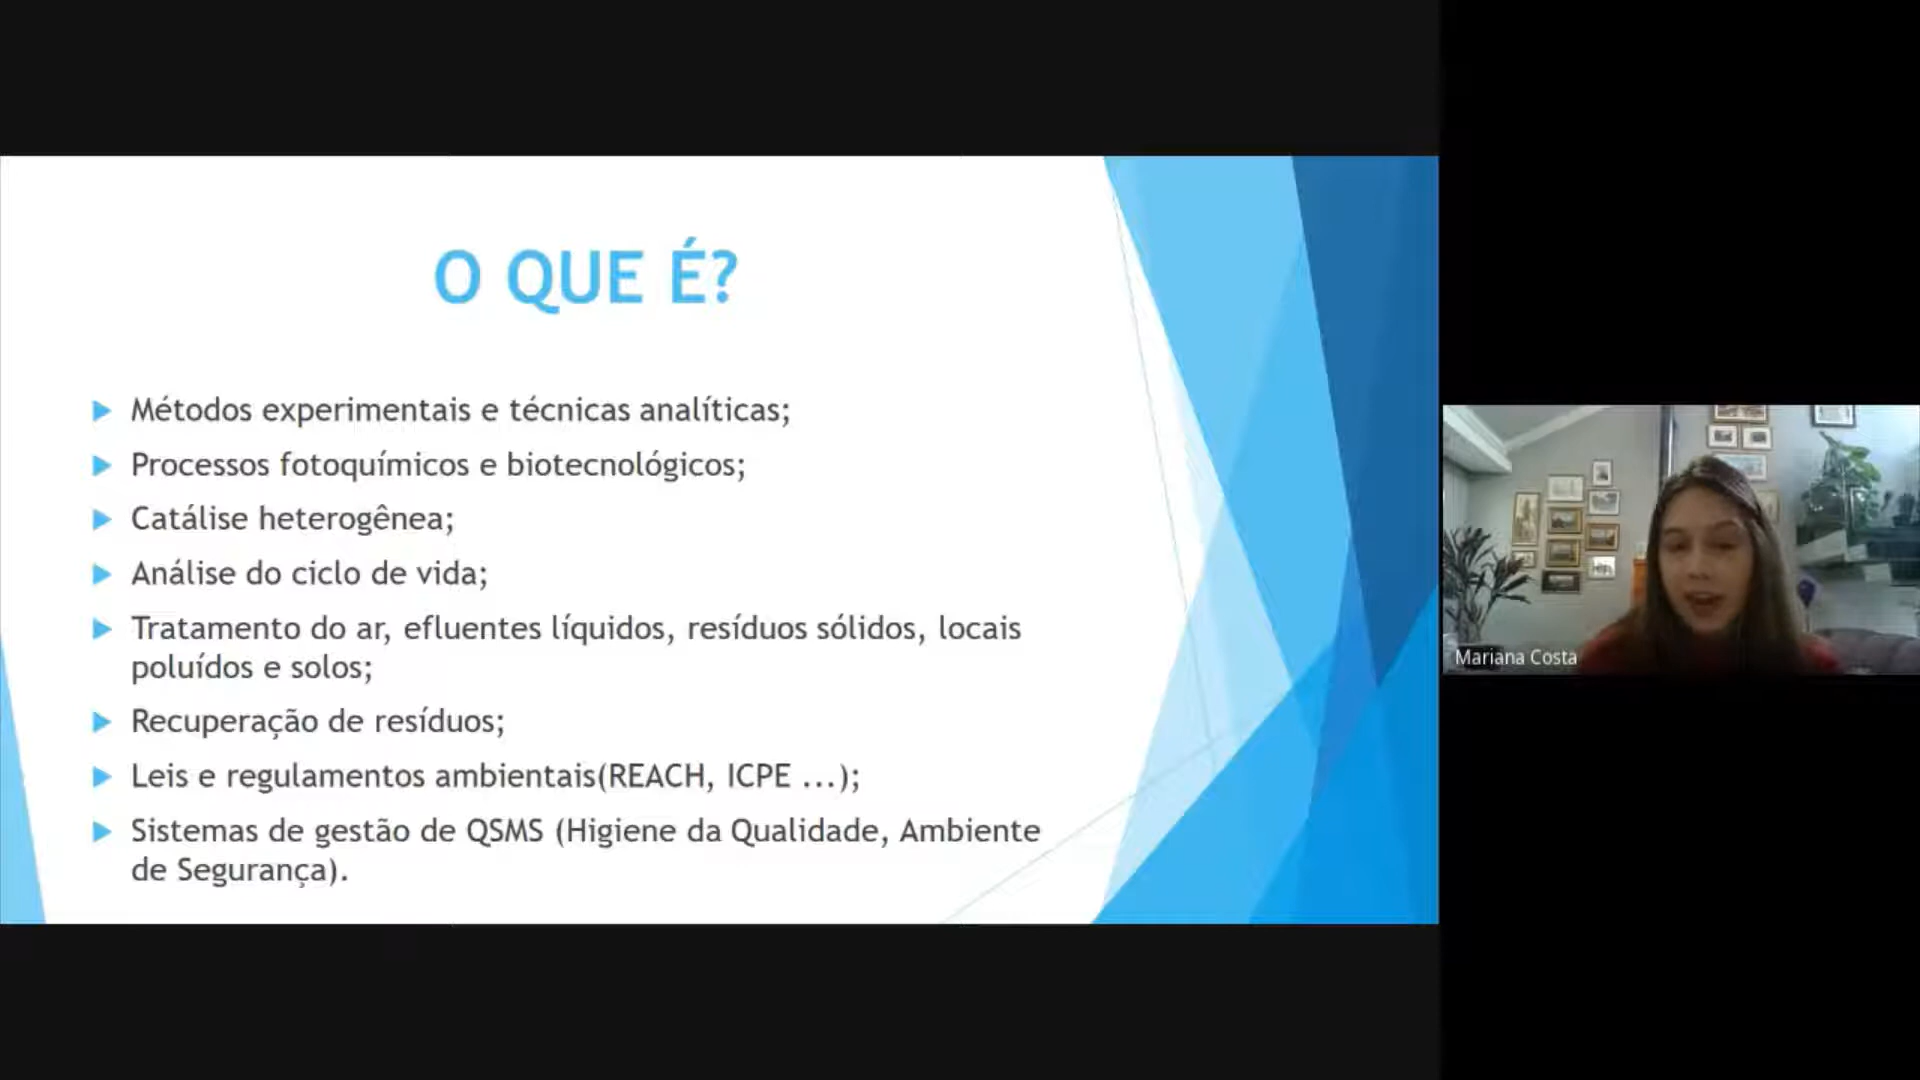 O QUE É?
Métodos experimentais e técnicas analíticas;
Processos fotoquímicos e biotecnológicos;
Catálise heterogênea;
Análise do ciclo de vida;
Tratamento do ar, efluentes líquidos, resíduos sólidos, locais
poluídos e solos;
Recuperação de resíduos;
Leis e regulamentos ambientais(REACH, ICPE ...);
Sistemas de gestão de QSMS (Higiene da Qualidade, Ambiente
de Segurança).
Mariana Costa